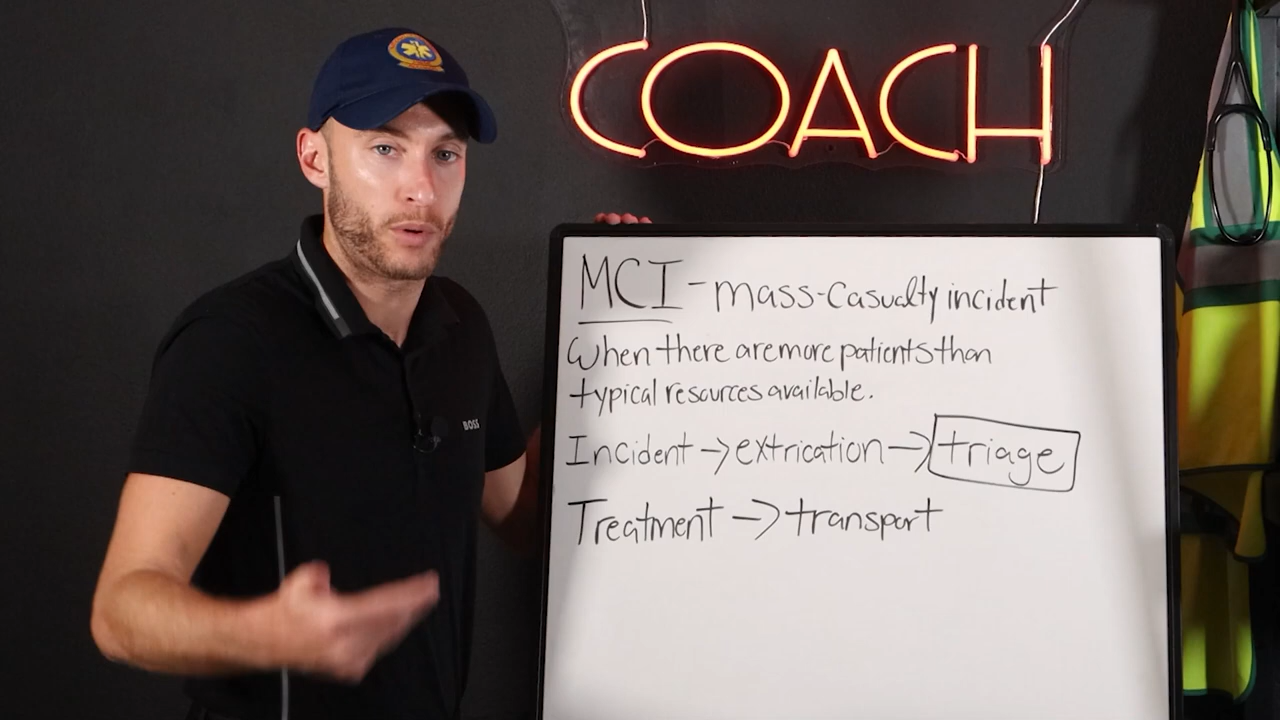 COACH
MCI - mass-casualty incident
When there are more patients than
typical resources available.
Incident → extrication → triage
Treatment → transport
BOSS